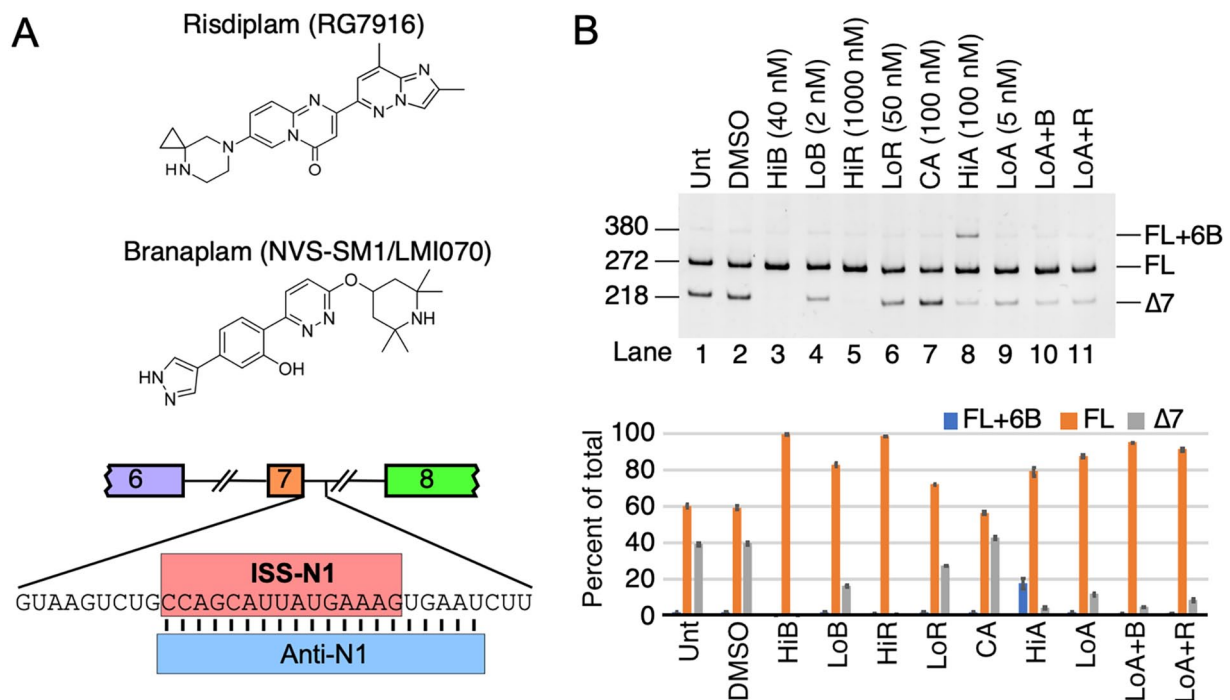 A
Risdiplam (RG7916)
N
N
N
N
N
N
HN
O
Branaplam (NVS-SM1/LMI070)
O
N
N
NH
OH
HN
N
6
7
8
ISS-N1
GUAAGUCUGCCAGCAUUAUGAAAGUGAAUCUU
Anti-N1
B
Unt
DMSO
HiB (40 nM)
LoB (2 nM)
HiR (1000 nM)
LoR (50 nM)
CA (100 nM)
HiA (100 nM)
LoA (5 nM)
LoA+B
LoA+R
380
272
218
FL+6B
FL
Δ7
Lane 1 2 3 4 5 6 7 8 9 10 11
FL+6B FL Δ7
Percent of total
100
80
60
40
20
0
Unt
DMSO
HiB
LoB
HiR
LoR
CA
HiA
LoA
LoA+B
LoA+R